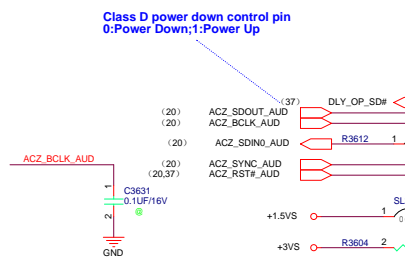 Class D power down control pin
0:Power Down;1:Power Up
(37) DLY_OP_SD#
(20) ACZ_SDOUT_AUD
(20) ACZ_BCLK_AUD
(20) ACZ_SDIN0_AUD R3612 1
ACZ_BCLK_AUD
(20) ACZ_SYNC_AUD
(20,37) ACZ_RST#_AUD
1
C3631
0.1UF/16V
@
2
SL
+1.5VS 1 0
+3VS R3604 2
GND